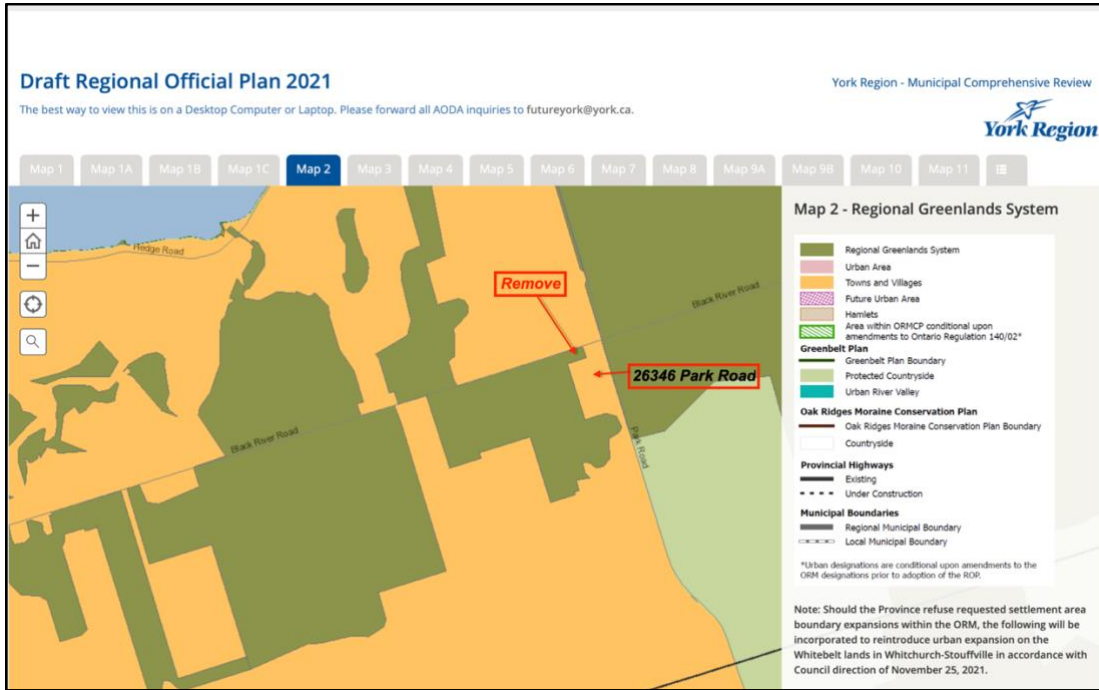 Draft Regional Official Plan 2021
York Region - Municipal Comprehensive Review
The best way to view this is on a Desktop Computer or Laptop. Please forward all AODA inquiries to futureyork@york.ca.
York Region
Map 1
Map 1A
Map 1B
Map 1C
Map 2
Map 3
Map 4
Map 5
Map 6
Map 7
Map 8
Map 9A
Map 9B
Map 10
Map 11
+
−
Hedge Road
Remove
Black River Road
26346 Park Road
Black River Road
Park Road
Map 2 - Regional Greenlands System
Regional Greenlands System
Urban Area
Towns and Villages
Future Urban Area
Hamlets
Area within ORMCP conditional upon
amendments to Ontario Regulation 140/02*
Greenbelt Plan
Greenbelt Plan Boundary
Protected Countryside
Urban River Valley
Oak Ridges Moraine Conservation Plan
Oak Ridges Moraine Conservation Plan Boundary
Countryside
Provincial Highways
Existing
Under Construction
Municipal Boundaries
Regional Municipal Boundary
Local Municipal Boundary
*Urban designations are conditional upon amendments to the
ORM designations prior to adoption of the ROP.
Note: Should the Province refuse requested settlement area
boundary expansions within the ORM, the following will be
incorporated to reintroduce urban expansion on the
Whitebelt lands in Whitchurch-Stouffville in accordance with
Council direction of November 25, 2021.